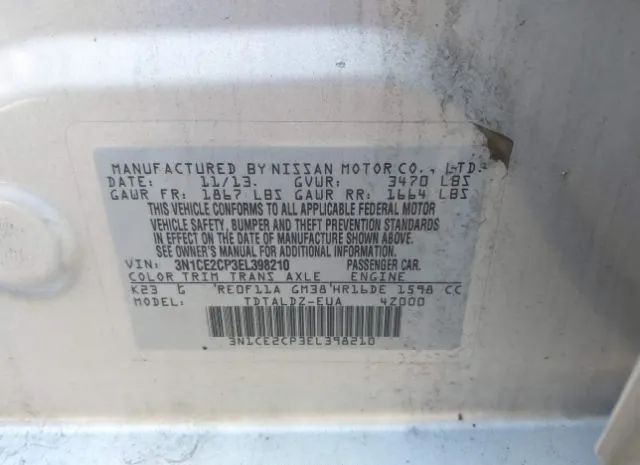 MANUFACTURED BY NISSAN MOTOR CO., LTD.
DATE: 11/13. GVWR: 3470 LBS
GAWR FR: 1867 LBS GAWR RR: 1664 LBS
THIS VEHICLE CONFORMS TO ALL APPLICABLE FEDERAL MOTOR
VEHICLE SAFETY, BUMPER AND THEFT PREVENTION STANDARDS
IN EFFECT ON THE DATE OF MANUFACTURE SHOWN ABOVE.
SEE OWNER'S MANUAL FOR ADDITIONAL INFORMATION.
VIN: 3N1CE2CP3EL398210 PASSENGER CAR.
COLOR TRIM TRANS AXLE ENGINE
K23 G RE0F11A GM38 HR16DE 1598 CC
MODEL: TDTALDZ-EUA 4Z000
3N1CE2CP3EL398210